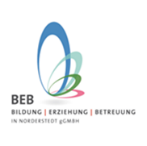 BEB
BILDUNG | ERZIEHUNG | BETREUUNG
IN NORDERSTEDT gGMBH